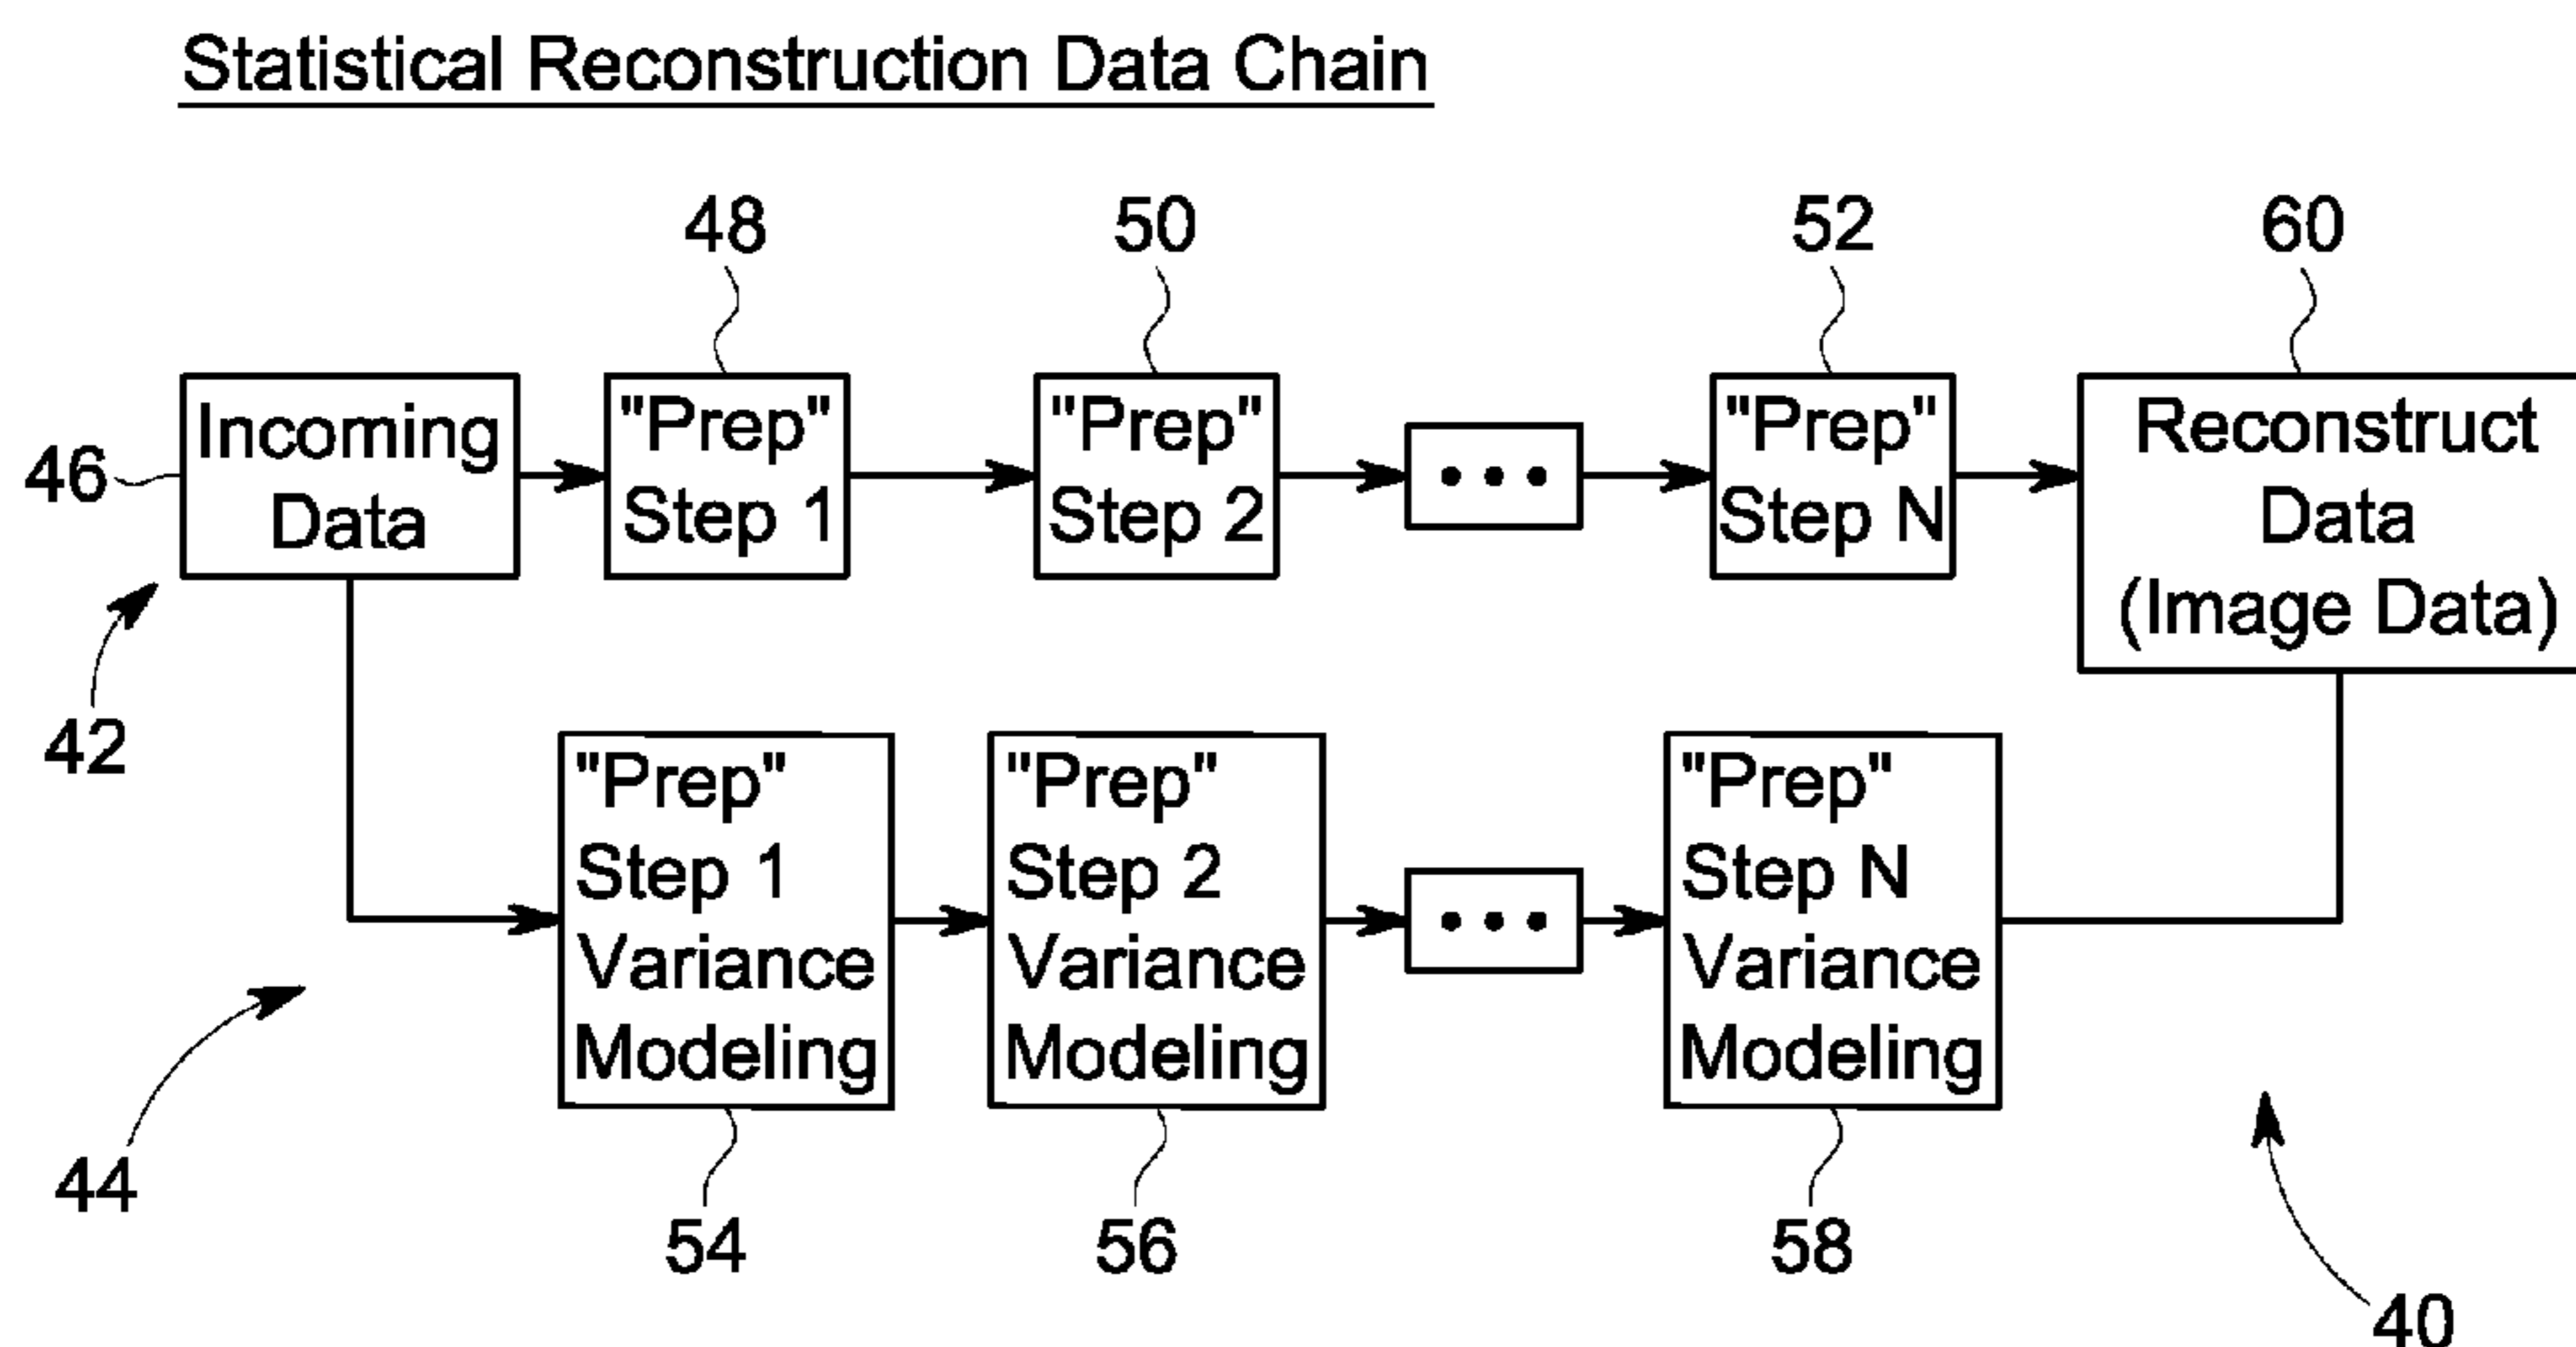 Statistical Reconstruction Data Chain
48
50
52
60
46
Incoming
Data
"Prep"
Step 1
"Prep"
Step 2
• • •
"Prep"
Step N
Reconstruct
Data
(Image Data)
42
"Prep"
Step 1
Variance
Modeling
"Prep"
Step 2
Variance
Modeling
• • •
"Prep"
Step N
Variance
Modeling
44
54
56
58
40